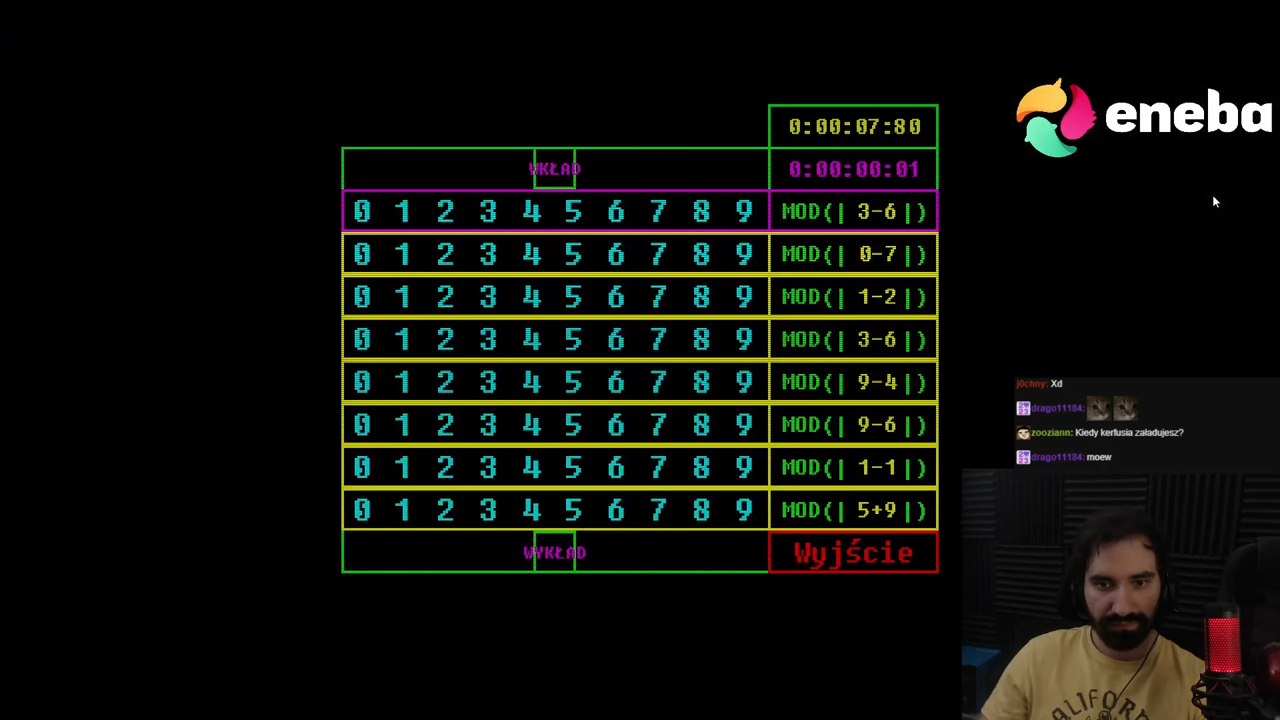 0:00:07:80
eneba
WKŁAD 0:00:00:01
0 1 2 3 4 5 6 7 8 9 MOD(| 3-6 |)
0 1 2 3 4 5 6 7 8 9 MOD(| 0-7 |)
0 1 2 3 4 5 6 7 8 9 MOD(| 1-2 |)
0 1 2 3 4 5 6 7 8 9 MOD(| 3-6 |)
0 1 2 3 4 5 6 7 8 9 MOD(| 9-4 |)
0 1 2 3 4 5 6 7 8 9 MOD(| 9-6 |)
0 1 2 3 4 5 6 7 8 9 MOD(| 1-1 |)
0 1 2 3 4 5 6 7 8 9 MOD(| 5+9 |)
WYKŁAD Wyjście
j0chny: Xd
drago11184:
zooziann: Kiedy kerfusia załadujesz?
drago11184: moew
CALIFORNIA